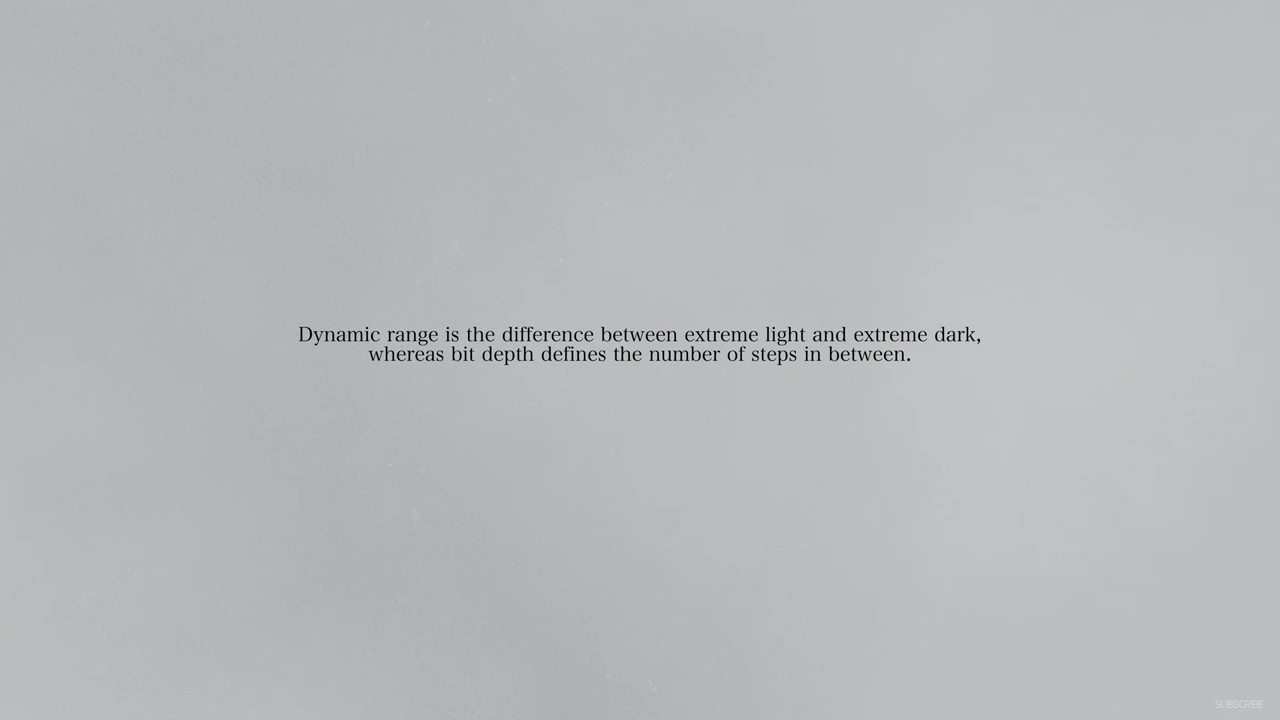 Dynamic range is the difference between extreme light and extreme dark,
whereas bit depth defines the number of steps in between.
SUBSCRIBE